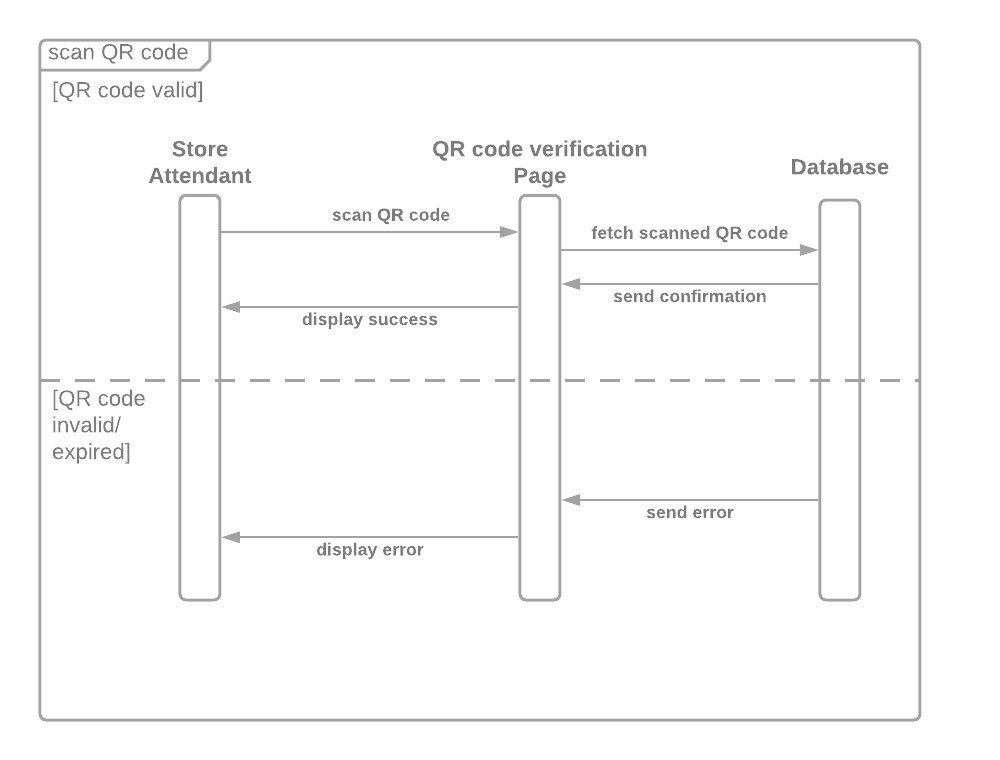 scan QR code
[QR code valid]
Store
Attendant
QR code verification
Page
Database
scan QR code
fetch scanned QR code
send confirmation
display success
[QR code
invalid/
expired]
send error
display error